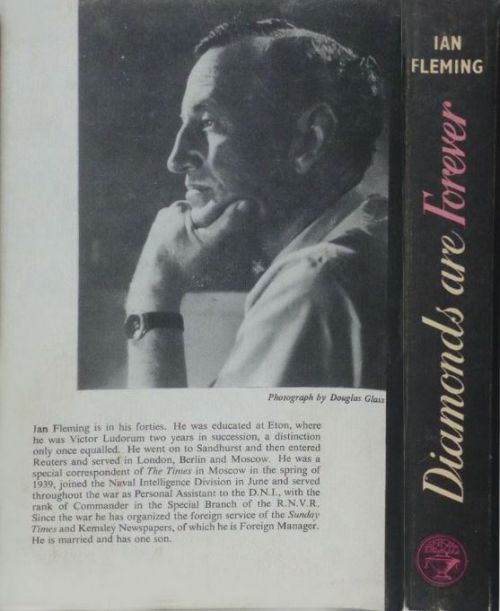 Photograph by Douglas Glass
Ian Fleming is in his forties. He was educated at Eton, where
he was Victor Ludorum two years in succession, a distinction
only once equalled. He went on to Sandhurst and then entered
Reuters and served in London, Berlin and Moscow. He was a
special correspondent of The Times in Moscow in the spring of
1939, joined the Naval Intelligence Division in June and served
throughout the war as Personal Assistant to the D.N.I., with the
rank of Commander in the Special Branch of the R.N.V.R.
Since the war he has organized the foreign service of the Sunday
Times and Kemsley Newspapers, of which he is Foreign Manager.
He is married and has one son.
IAN
FLEMING
Diamonds are Forever